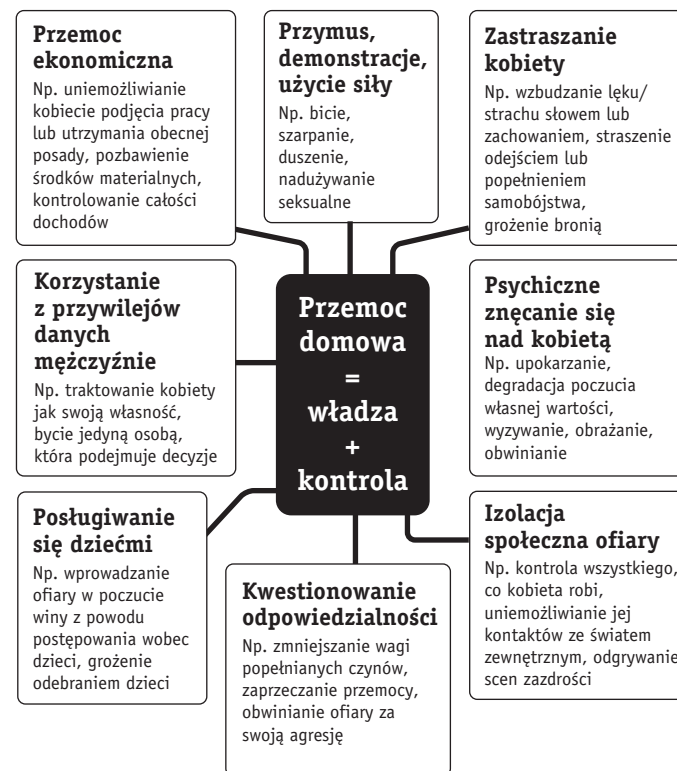 Przemoc
ekonomiczna
Np. uniemożliwianie
kobiecie podjęcia pracy
lub utrzymania obecnej
posady, pozbawienie
środków materialnych,
kontrolowanie całości
dochodów
Przymus,
demonstracje,
użycie siły
Np. bicie,
szarpanie,
duszenie,
nadużywanie
seksualne
Zastraszanie
kobiety
Np. wzbudzanie lęku/
strachu słowem lub
zachowaniem, straszenie
odejściem lub
popełnieniem
samobójstwa,
grożenie bronią
Korzystanie
z przywilejów
danych
mężczyźnie
Np. traktowanie kobiety
jak swoją własność,
bycie jedyną osobą,
która podejmuje decyzje
Przemoc
domowa
=
władza
+
kontrola
Psychiczne
znęcanie się
nad kobietą
Np. upokarzanie,
degradacja poczucia
własnej wartości,
wyzywanie, obrażanie,
obwinianie
Posługiwanie
się dziećmi
Np. wprowadzanie
ofiary w poczucie
winy z powodu
postępowania wobec
dzieci, grożenie
odebraniem dzieci
Kwestionowanie
odpowiedzialności
Np. zmniejszanie wagi
popełnianych czynów,
zaprzeczanie przemocy,
obwinianie ofiary za
swoją agresję
Izolacja
społeczna ofiary
Np. kontrola wszystkiego,
co kobieta robi,
uniemożliwianie jej
kontaktów ze światem
zewnętrznym, odgrywanie
scen zazdrości